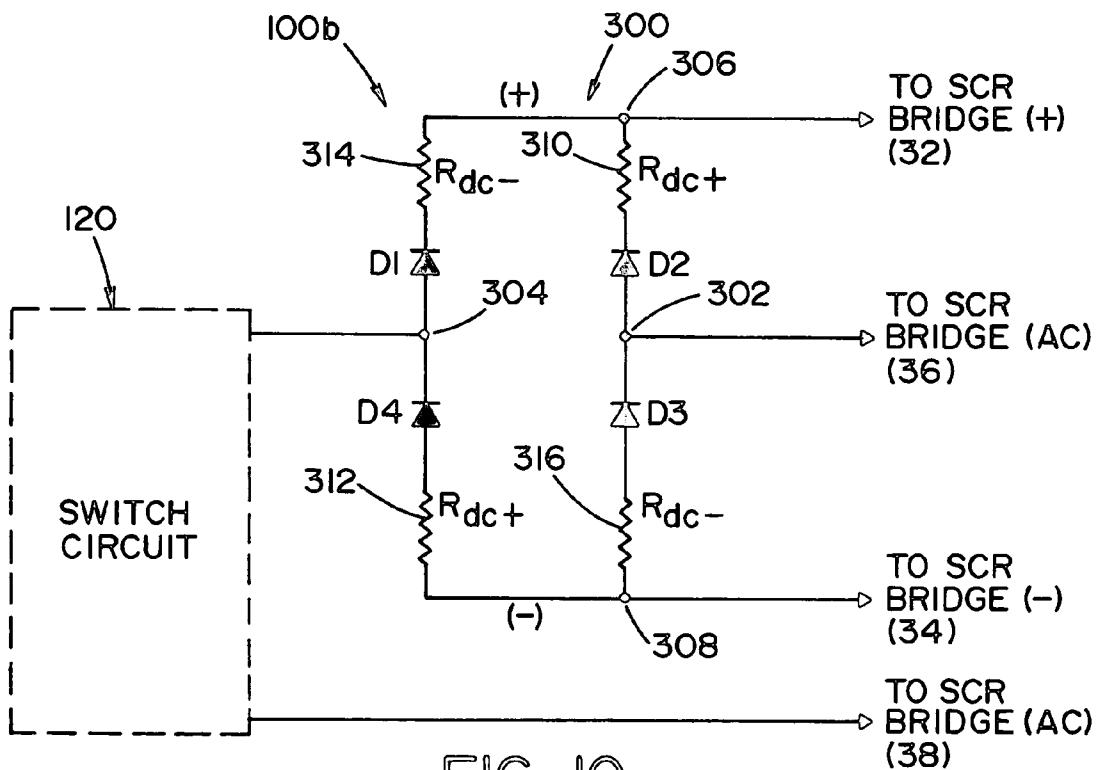 100b
300
306
(+)
TO SCR
BRIDGE (+)
(32)
314
Rdc-
310
Rdc+
120
D1
304
D2
302
TO SCR
BRIDGE (AC)
(36)
D4
D3
312
Rdc+
316
Rdc-
SWITCH
CIRCUIT
TO SCR
BRIDGE (-)
(34)
(-)
308
TO SCR
BRIDGE (AC)
(38)
FIG. 10